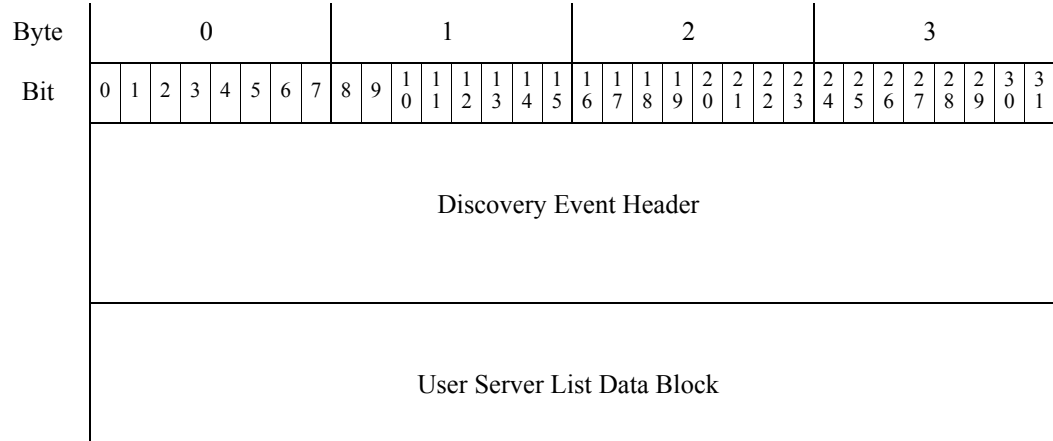 Byte 0 1 2 3
Bit 0 1 2 3 4 5 6 7 8 9 10 11 12 13 14 15 16 17 18 19 20 21 22 23 24 25 26 27 28 29 30 31
Discovery Event Header
User Server List Data Block